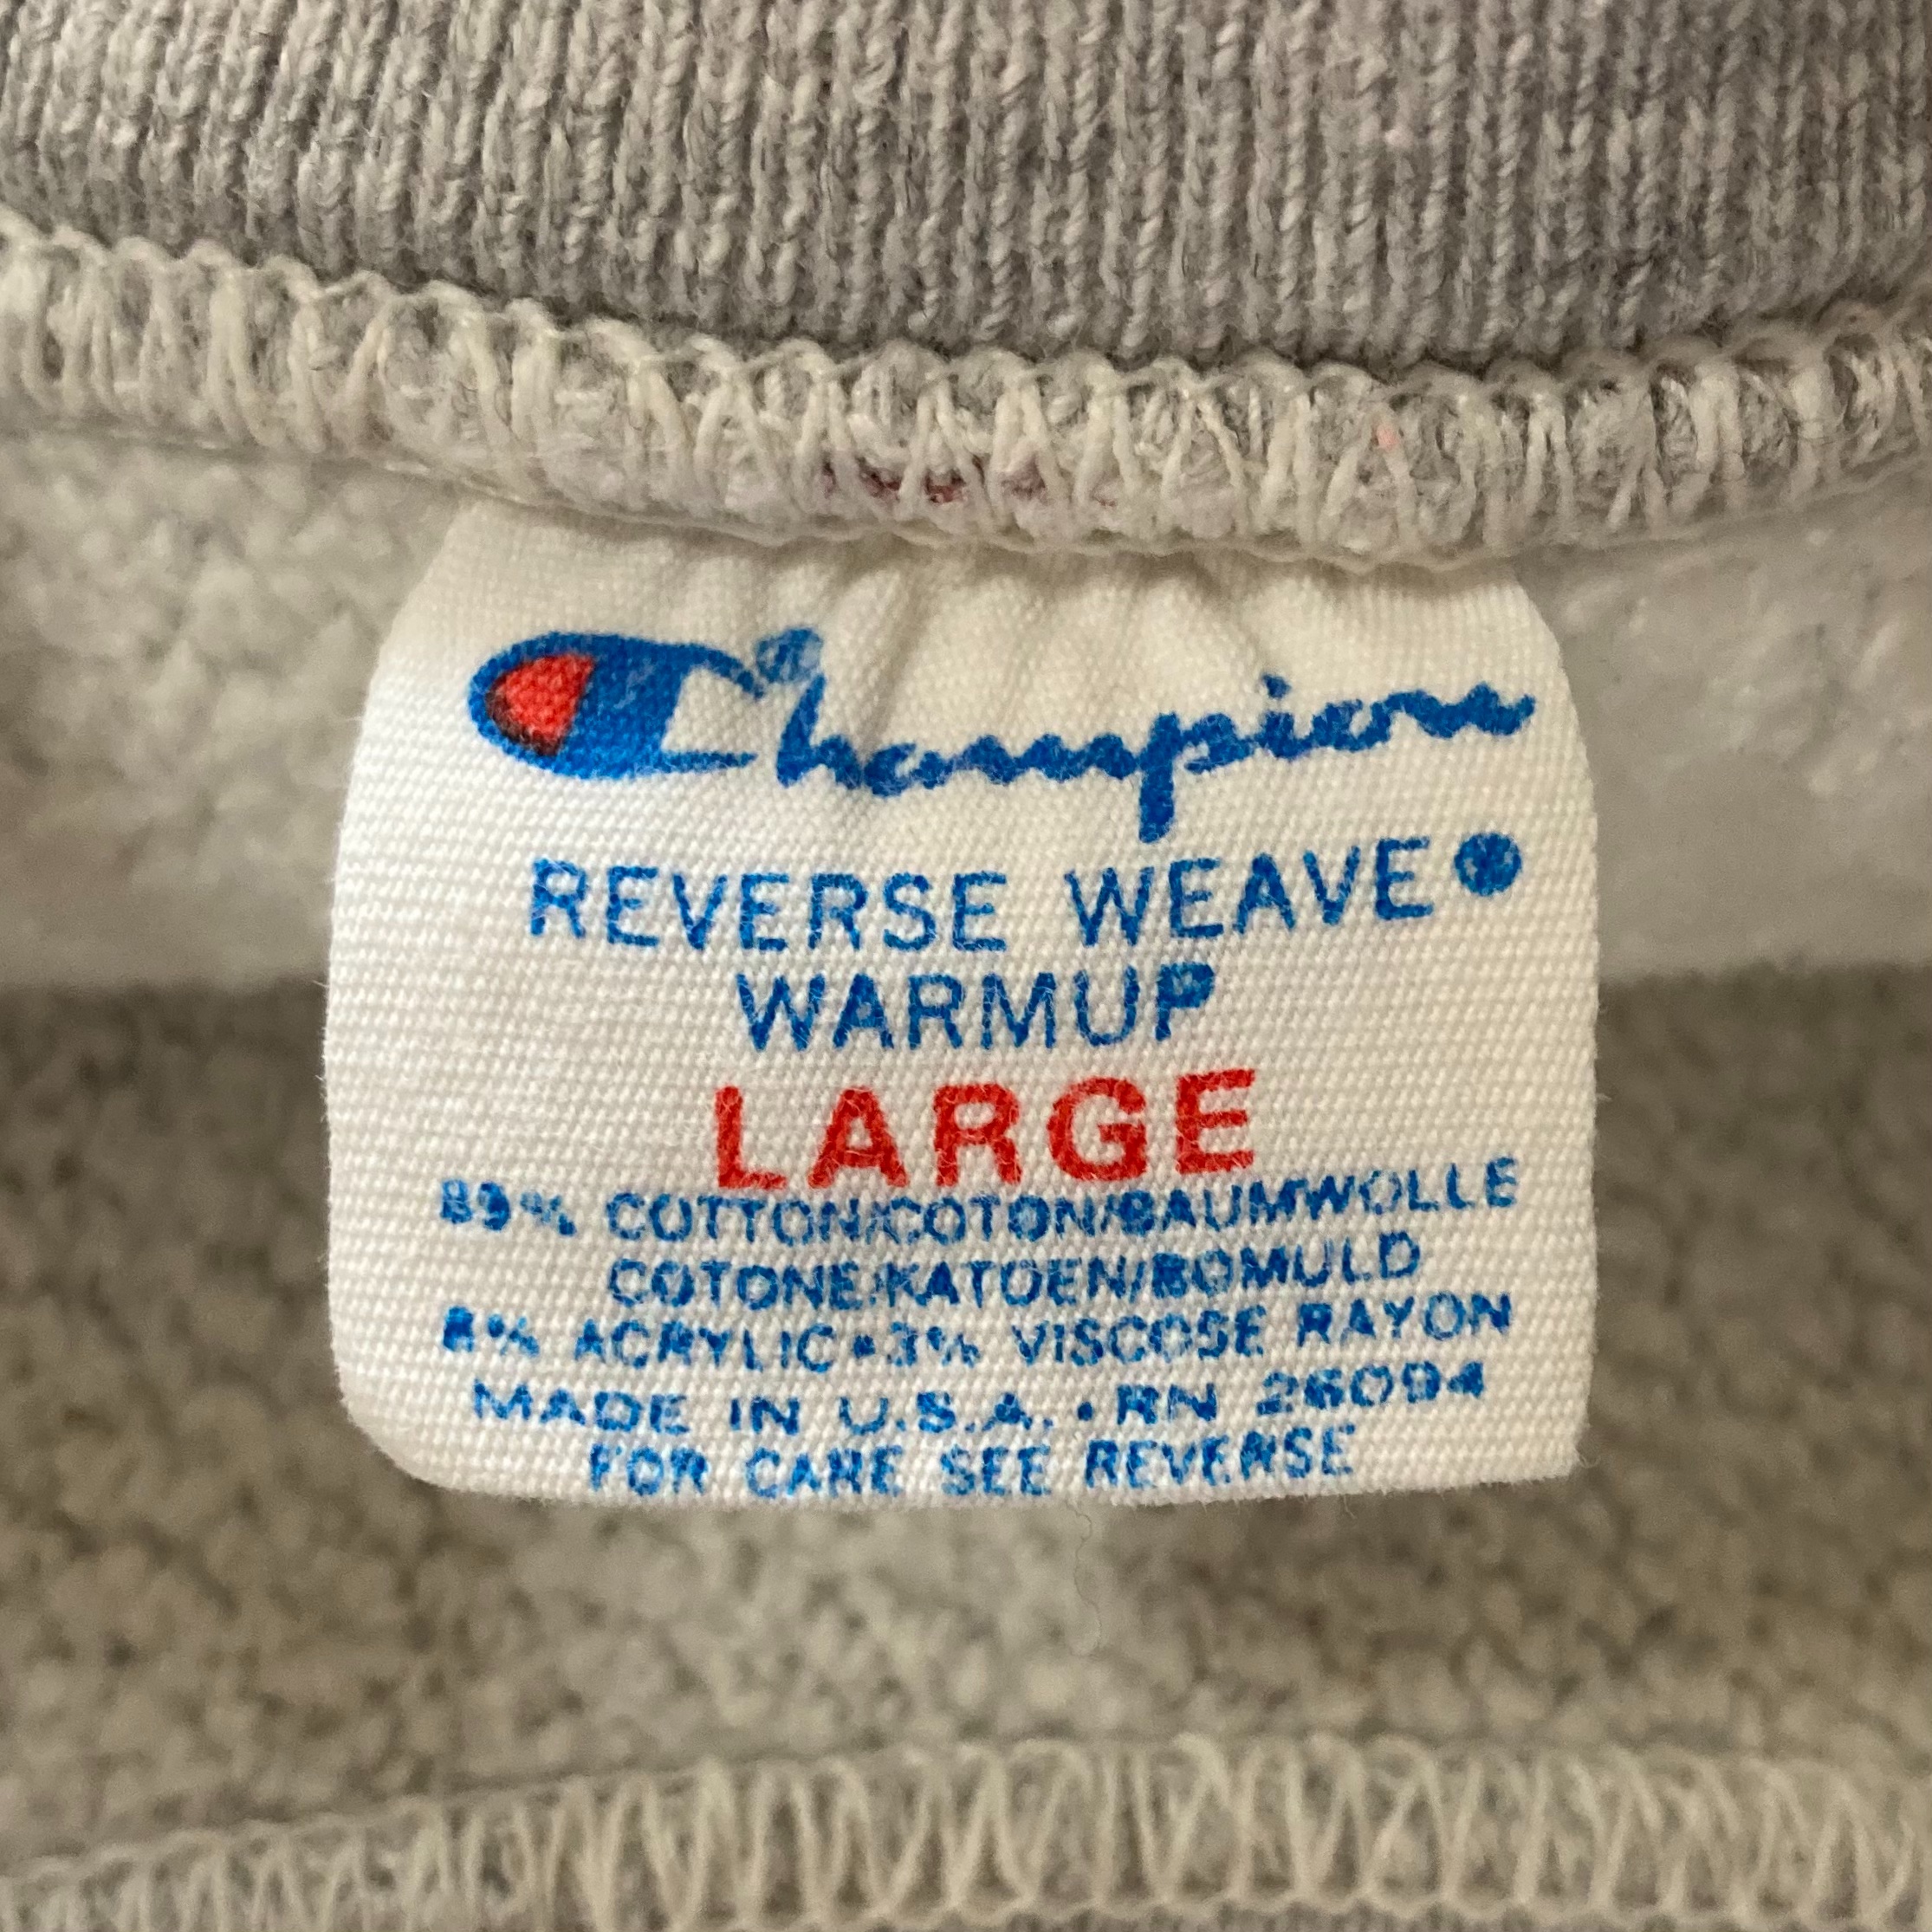 Champion®
REVERSE WEAVE®
WARMUP
LARGE
89% COTTON/COTON/BAUMWOLLE
COTONE/KATOEN/BOMULD
8% ACRYLIC•3% VISCOSE RAYON
MADE IN U.S.A.•RN 26094
FOR CARE SEE REVERSE